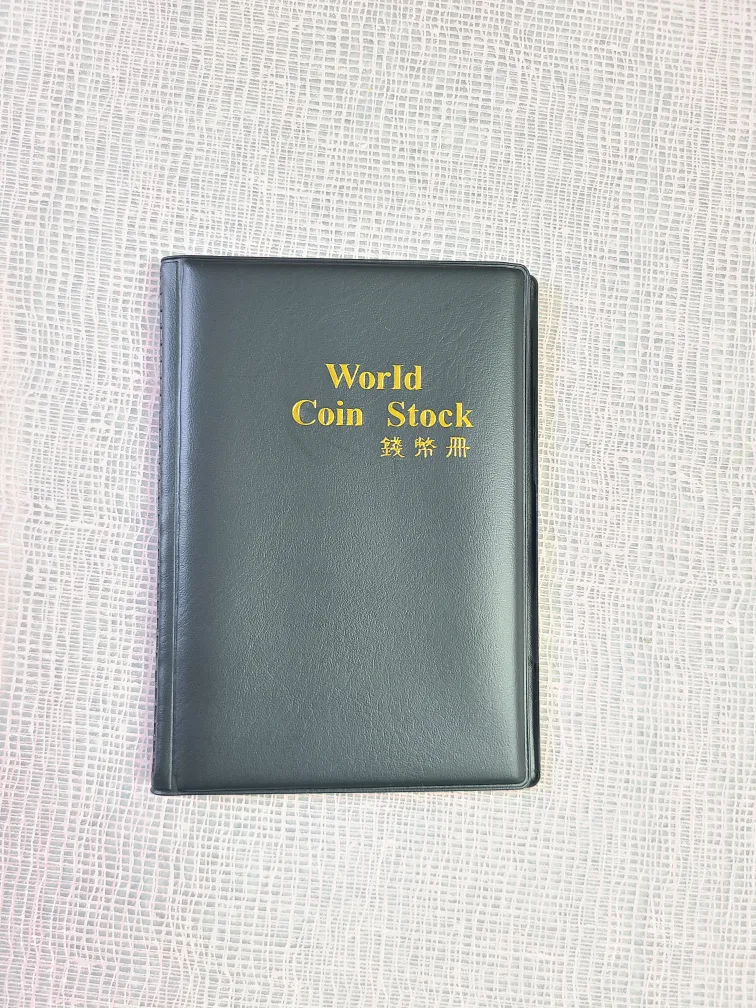 World
Coin Stock
錢幣冊